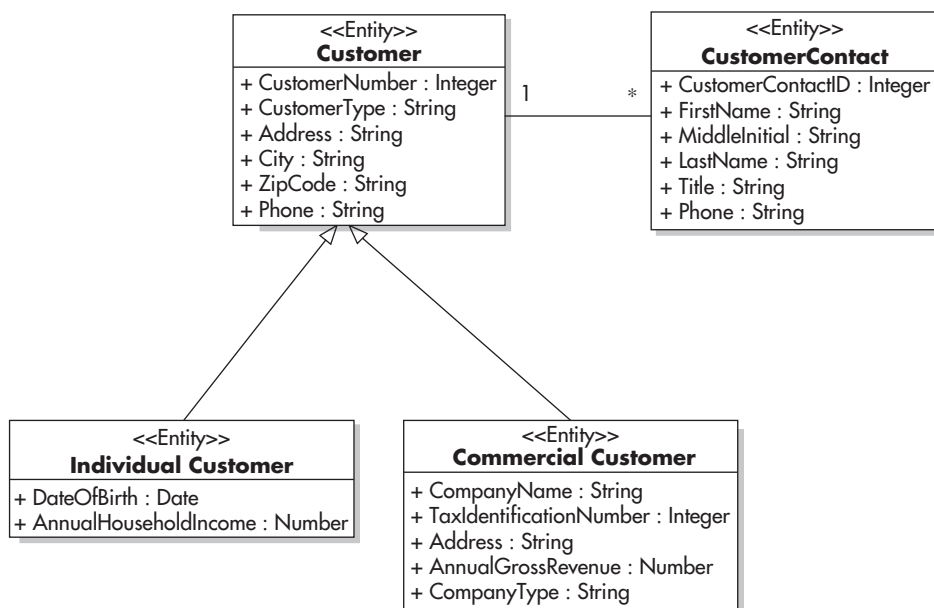 <<Entity>>
Customer
+ CustomerNumber : Integer
+ CustomerType : String
+ Address : String
+ City : String
+ ZipCode : String
+ Phone : String
1
*
<<Entity>>
CustomerContact
+ CustomerContactID : Integer
+ FirstName : String
+ MiddleInitial : String
+ LastName : String
+ Title : String
+ Phone : String
<<Entity>>
Individual Customer
+ DateOfBirth : Date
+ AnnualHouseholdIncome : Number
<<Entity>>
Commercial Customer
+ CompanyName : String
+ TaxIdentificationNumber : Integer
+ Address : String
+ AnnualGrossRevenue : Number
+ CompanyType : String